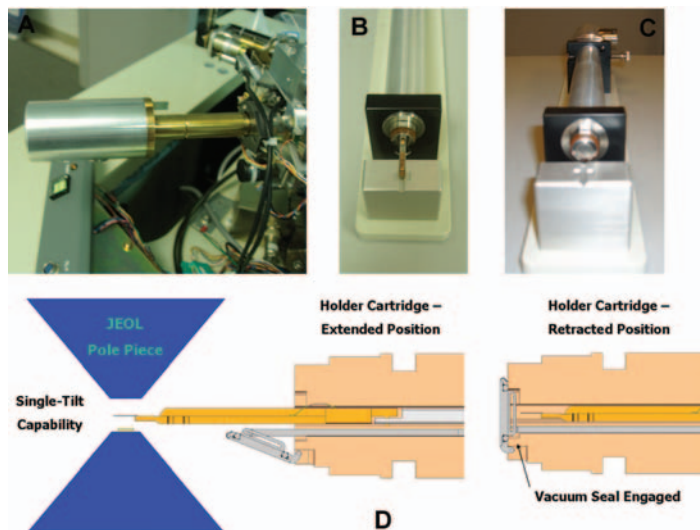 A
B
C
JEOL
Pole Piece
Single-Tilt
Capability
Holder Cartridge –
Extended Position
Holder Cartridge –
Retracted Position
Vacuum Seal Engaged
D